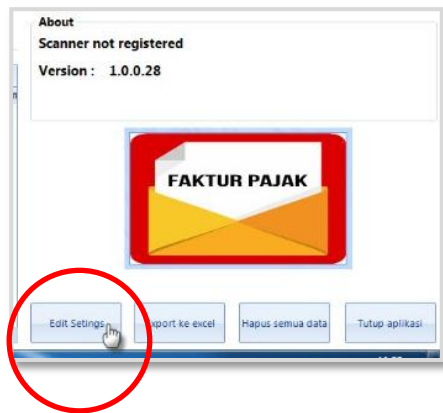 About
Scanner not registered
Version : 1.0.0.28
FAKTUR PAJAK
Edit Setings
Export ke excel
Hapus semua data
Tutup aplikasi